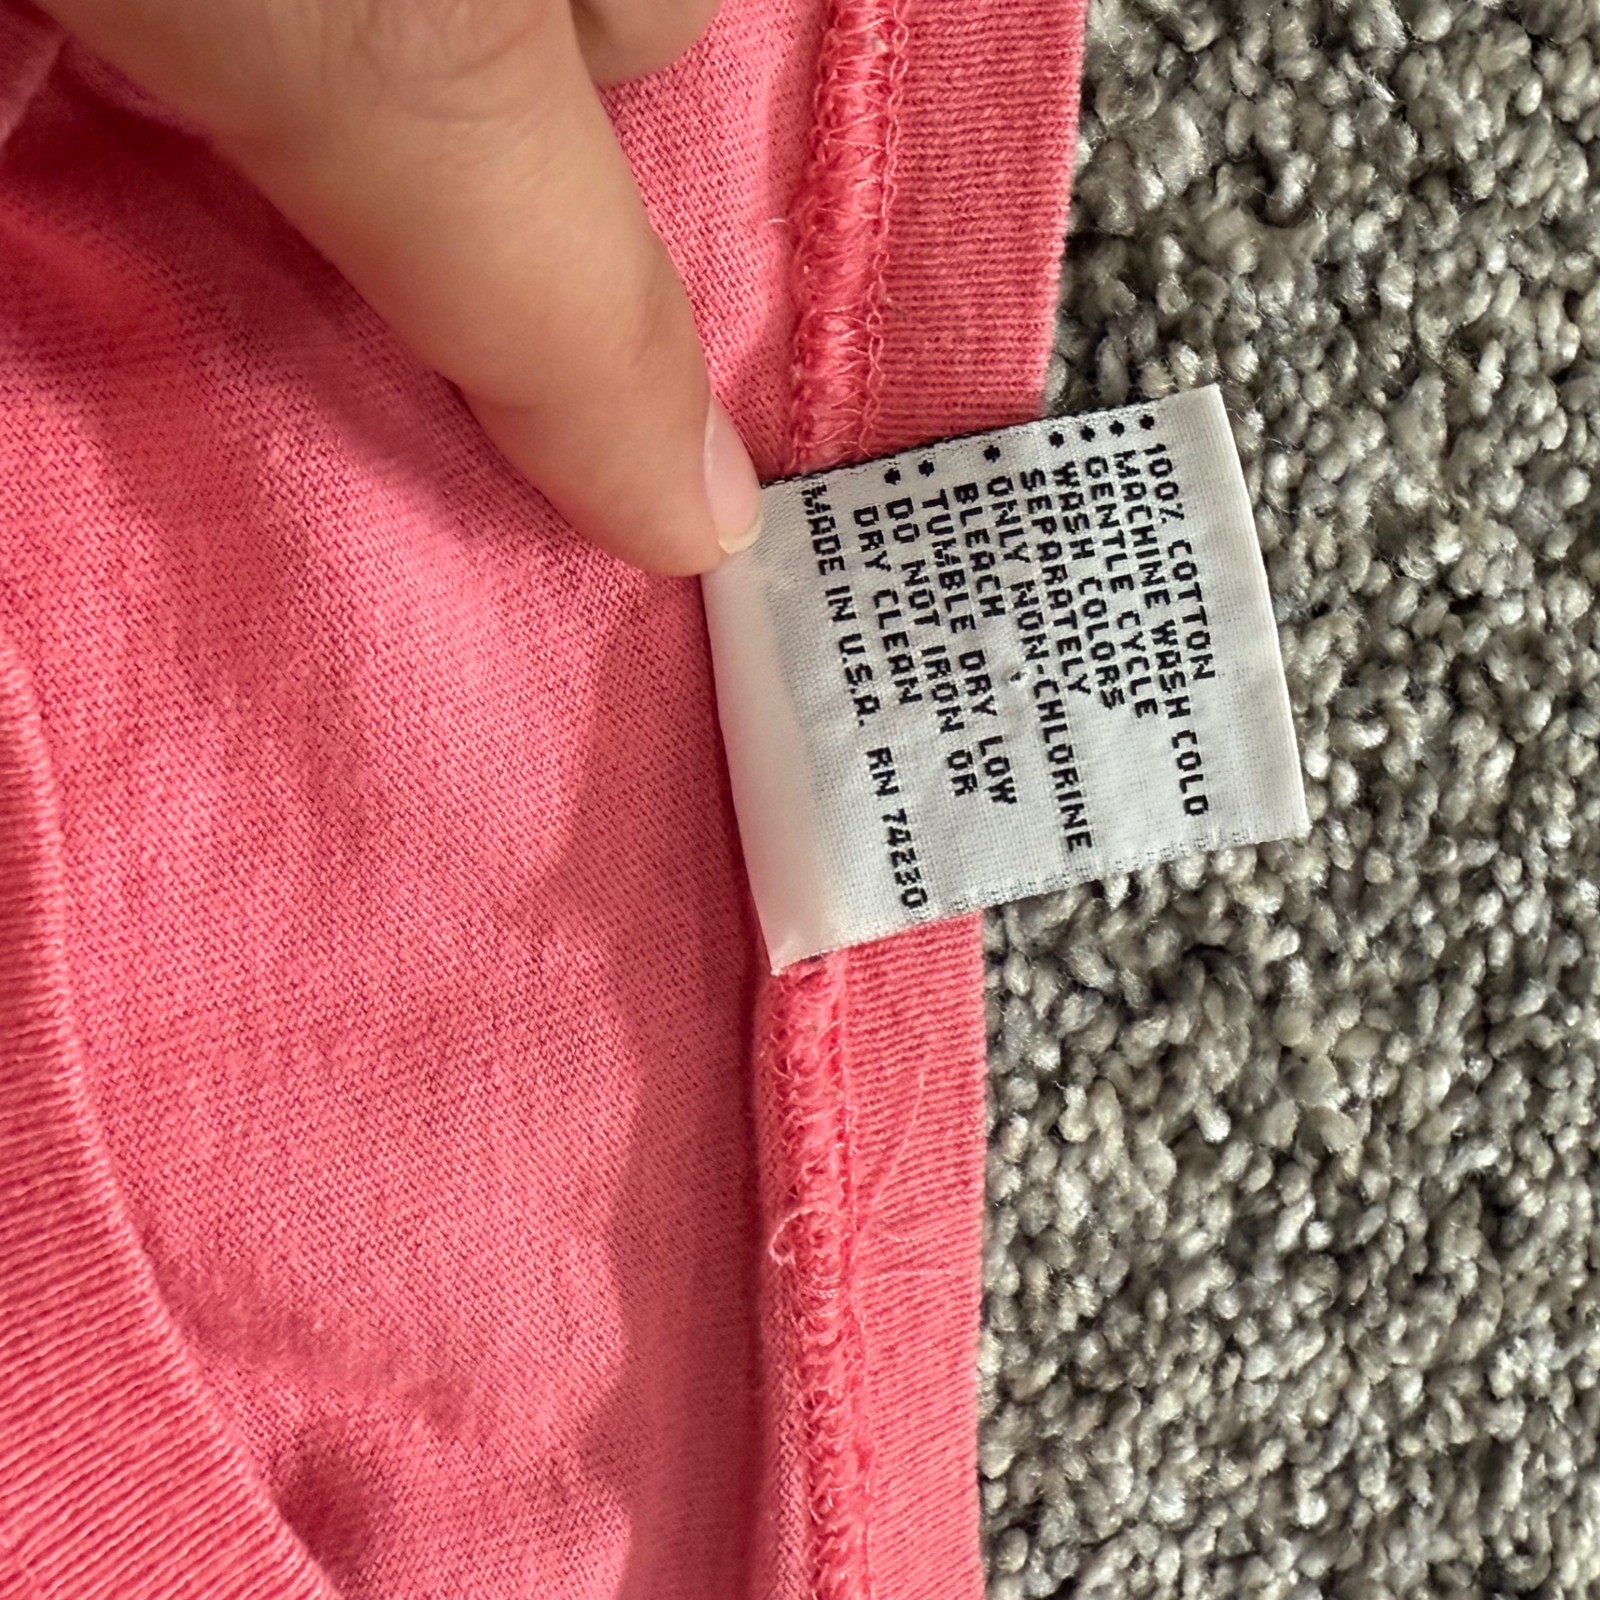 • 100% COTTON
• MACHINE WASH COLD
• GENTLE CYCLE
• WASH COLORS
SEPARATELY
• ONLY NON-CHLORINE
BLEACH
• TUMBLE DRY LOW
• DO NOT IRON OR
DRY CLEAN
MADE IN U.S.A. RN 74230